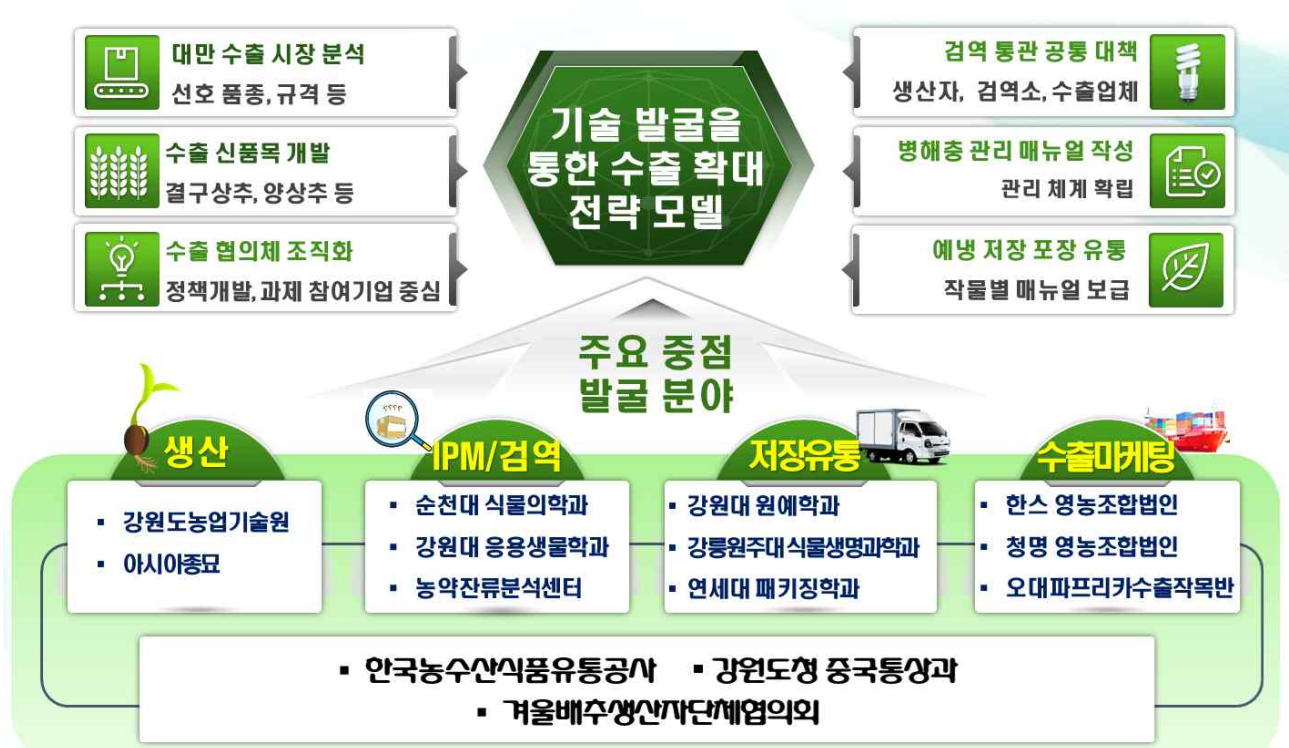 대만 수출 시장 분석
선호 품종, 규격 등
수출 신품목 개발
결구상추, 양상추 등
수출 협의체 조직화
정책개발, 과제 참여기업 중심
기술 발굴을
통한 수출 확대
전략 모델
검역 통관 공통 대책
생산자, 검역소, 수출업체
병해충 관리 매뉴얼 작성
관리 체계 확립
예냉 저장 포장 유통
작물별 매뉴얼 보급
주요 중점
발굴 분야
생산
▪ 강원도농업기술원
▪ 아시아종묘
????
IPM/검역
▪ 순천대 식물의학과
▪ 강원대 응용생물학과
▪ 농약잔류분석센터
저장유통
▪ 강원대 원예학과
▪ 강릉원주대 식물생명과학과
▪ 연세대 패키징학과
수출마케팅
▪ 한스 영농조합법인
▪ 청명 영농조합법인
▪ 오대파프리카수출작목반
▪ 한국농수산식품유통공사 ▪ 강원도청 중국통상과
▪ 겨울배추생산자단체협의회